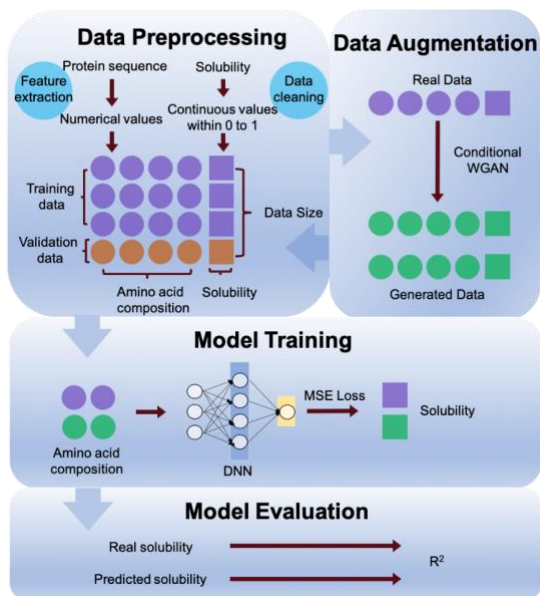 Data Preprocessing
Feature
extraction
Protein sequence
Numerical values
Solubility
Continuous values
within 0 to 1
Data
cleaning
Training
data
Validation
data
Data Size
Amino acid
composition
Solubility
Data Augmentation
Real Data
Conditional
WGAN
Generated Data
Model Training
Amino acid
composition
DNN
MSE Loss
Solubility
Model Evaluation
Real solubility
Predicted solubility
R²